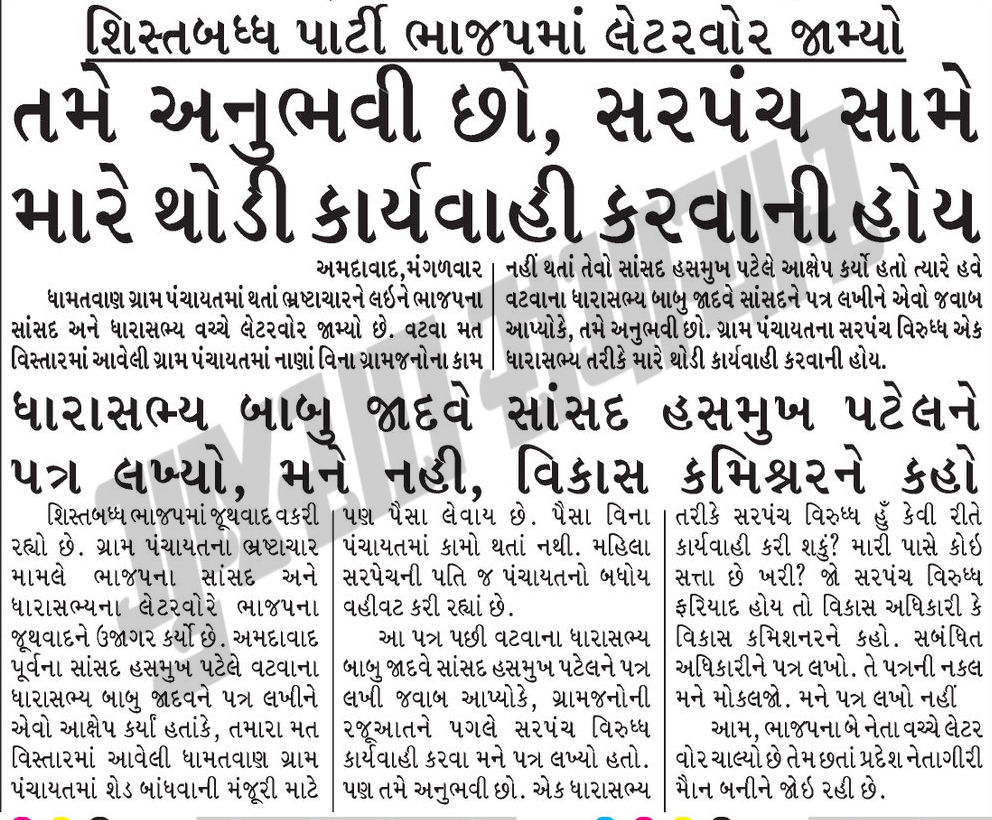 શિસ્તબધ્ધ પાર્ટી ભાજપમાં લેટરવોર જામ્યો
તમે અનુભવી છો, સરપંચ સામે
મારે થોડી કાર્યવાહી કરવાની હોય
અમદાવાદ,મંગળવાર
ધામતવાણ ગ્રામ પંચાયતમાં થતાં ભ્રષ્ટાચારને લઇને ભાજપના
સાંસદ અને ધારાસભ્ય વચ્ચે લેટરવોર જામ્યો છે. વટવા મત
વિસ્તારમાં આવેલી ગ્રામ પંચાયતમાં નાણાં વિના ગ્રામજનોના કામ
નહીં થતાં તેવો સાંસદ હસમુખ પટેલે આક્ષેપ કર્યો હતો ત્યારે હવે
વટવાના ધારાસભ્ય બાબુ જાદવે સાંસદને પત્ર લખીને એવો જવાબ
આપ્યોકે, તમે અનુભવી છો. ગ્રામ પંચાયતના સરપંચ વિરુધ્ધ એક
ધારાસભ્ય તરીકે મારે થોડી કાર્યવાહી કરવાની હોય.
ધારાસભ્ય બાબુ જાદવે સાંસદ હસમુખ પટેલને
પત્ર લખ્યો, મને નહી, વિકાસ કમિશ્નરને કહો
શિસ્તબધ્ધ ભાજપમાં જૂથવાદ વકરી
રહ્યો છે. ગ્રામ પંચાયતના ભ્રષ્ટાચાર
મામલે ભાજપના સાંસદ અને
ધારાસભ્યના લેટરવોરે ભાજપના
જૂથવાદને ઉજાગર કર્યો છે. અમદાવાદ
પૂર્વના સાંસદ હસમુખ પટેલે વટવાના
ધારાસભ્ય બાબુ જાદવને પત્ર લખીને
એવો આક્ષેપ કર્યાં હતાંકે, તમારા મત
વિસ્તારમાં આવેલી ધામતવાણ ગ્રામ
પંચાયતમાં શેડ બાંધવાની મંજૂરી માટે
પણ પૈસા લેવાય છે. પૈસા વિના
પંચાયતમાં કામો થતાં નથી. મહિલા
સરપેચની પતિ જ પંચાયતનો બધોય
વહીવટ કરી રહ્યાં છે.
આ પત્ર પછી વટવાના ધારાસભ્ય
બાબુ જાદવે સાંસદ હસમુખ પટેલને પત્ર
લખી જવાબ આપ્યોકે, ગ્રામજનોની
રજૂઆતને પગલે સરપંચ વિરુધ્ધ
કાર્યવાહી કરવા મને પત્ર લખ્યો હતો.
પણ તમે અનુભવી છો. એક ધારાસભ્ય
તરીકે સરપંચ વિરુધ્ધ હું કેવી રીતે
કાર્યવાહી કરી શકું? મારી પાસે કોઇ
સત્તા છે ખરી? જો સરપંચ વિરુધ્ધ
ફરિયાદ હોય તો વિકાસ અધિકારી કે
વિકાસ કમિશનરને કહો. સબંધિત
અધિકારીને પત્ર લખો. તે પત્રની નકલ
મને મોકલજો. મને પત્ર લખો નહીં
આમ, ભાજપના બે નેતા વચ્ચે લેટર
વોર ચાલ્યો છે તેમ છતાં પ્રદેશ નેતાગીરી
મૈાન બનીને જોઇ રહી છે.
ગુજરાત સમાચાર